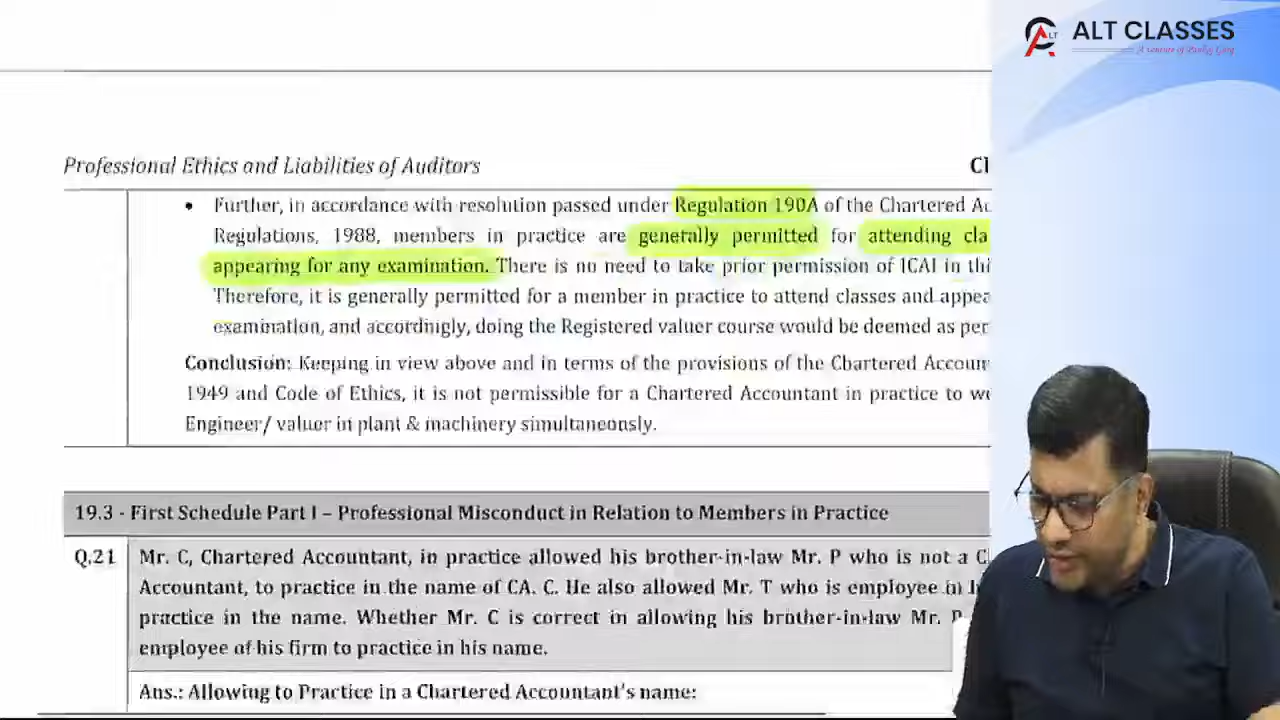 ALT CLASSES
A venture of Pankaj Garg
Professional Ethics and Liabilities of Auditors
• Further, in accordance with resolution passed under Regulation 190A of the Chartered
Regulations, 1988, members in practice are generally permitted for attending
appearing for any examination. There is no need to take prior permission of ICAI in
Therefore, it is generally permitted for a member in practice to attend classes and
examination, and accordingly, doing the Registered valuer course would be deemed as
Conclusion: Keeping in view above and in terms of the provisions of the Chartered
1949 and Code of Ethics, it is not permissible for a Chartered Accountant in practice to
Engineer/ valuer in plant & machinery simultaneously.
19.3 - First Schedule Part I – Professional Misconduct in Relation to Members in Practice
Q.21 Mr. C, Chartered Accountant, in practice allowed his brother-in-law Mr. P who is not a
Accountant, to practice in the name of CA. C. He also allowed Mr. T who is employee in
practice in the name. Whether Mr. C is correct in allowing his brother-in-law Mr.
employee of his firm to practice in his name.
Ans.: Allowing to Practice in a Chartered Accountant's name: